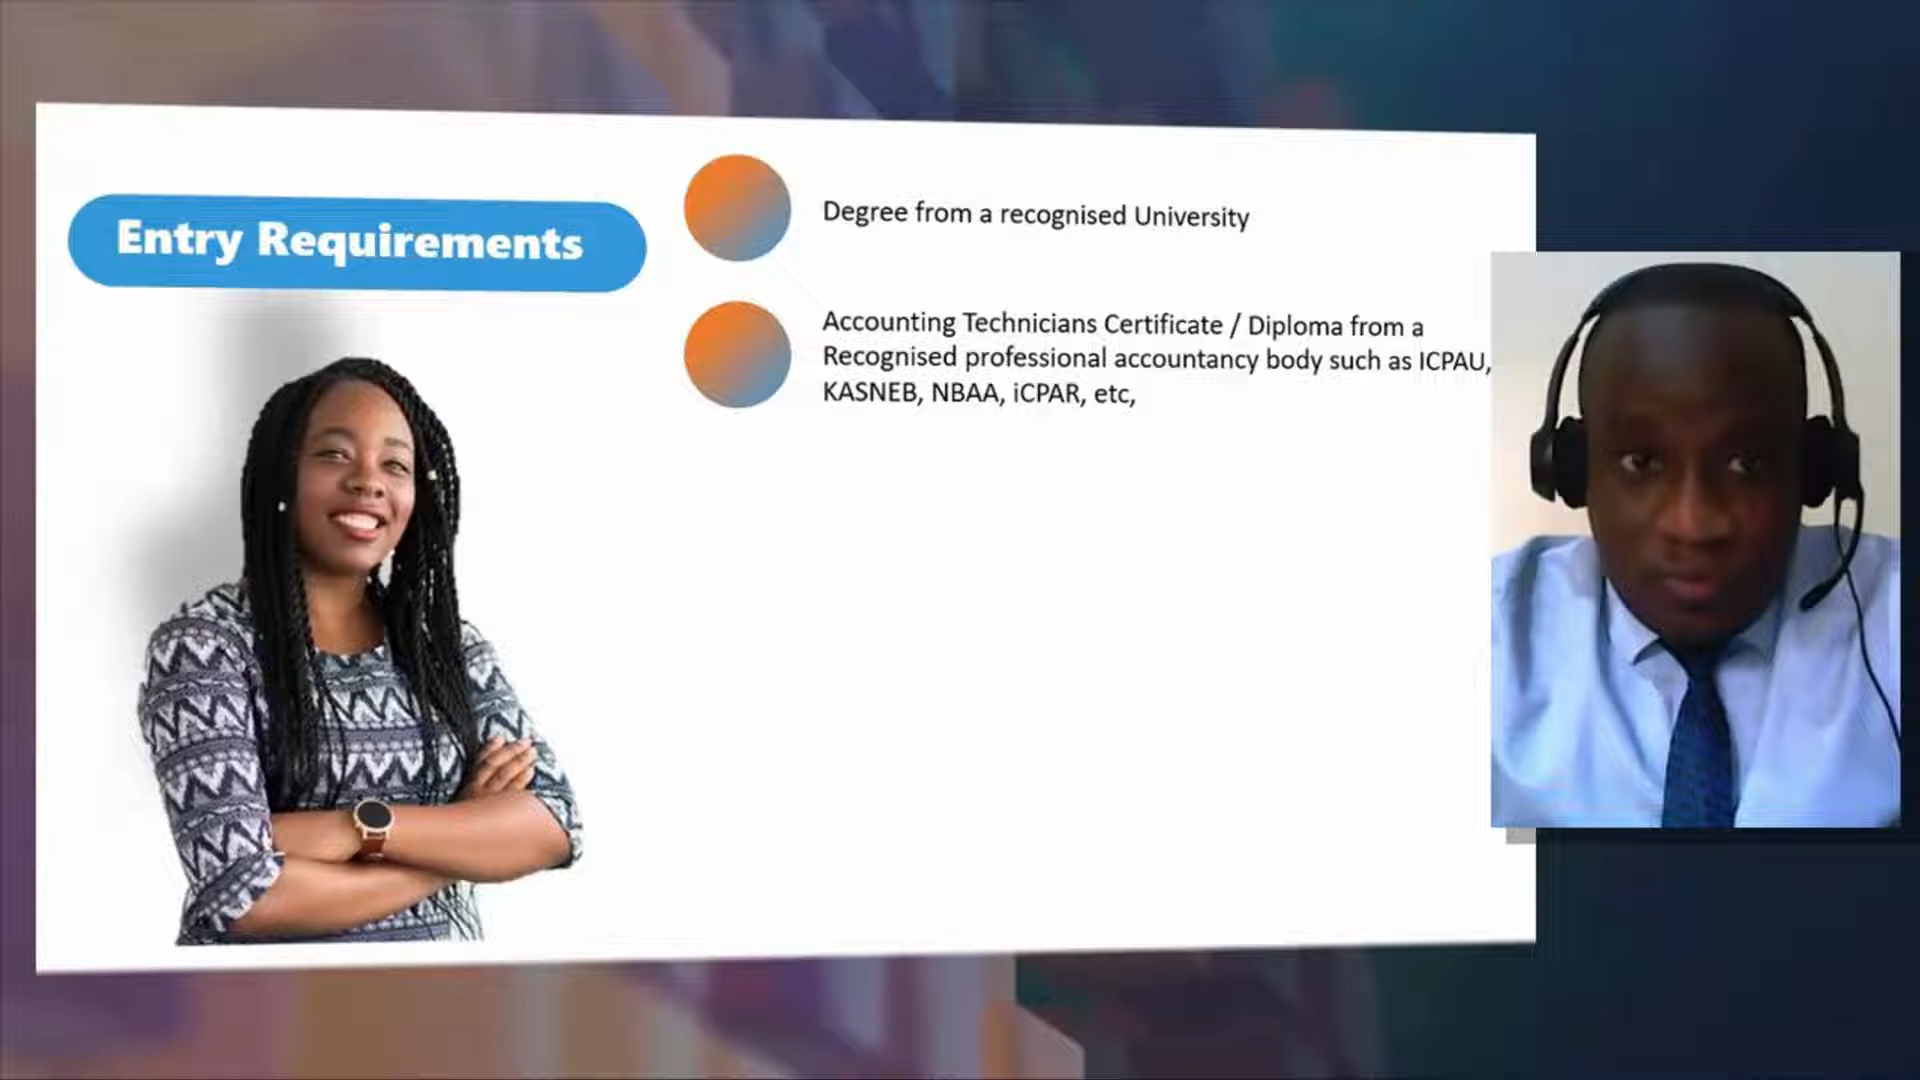 Entry Requirements
Degree from a recognised University
Accounting Technicians Certificate / Diploma from a
Recognised professional accountancy body such as ICPAU,
KASNEB, NBAA, iCPAR, etc,